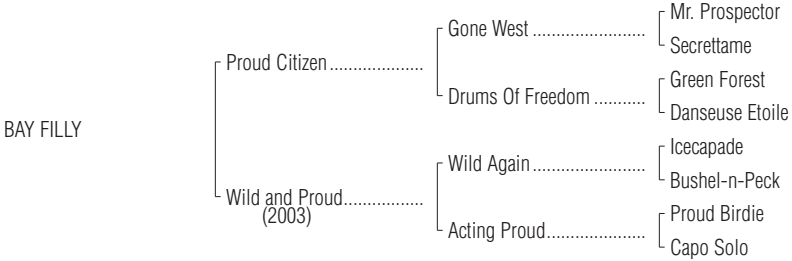 Mr. Prospector
Gone West ........................
Secrettame
Proud Citizen ....................
Green Forest
Drums Of Freedom ...........
Danseuse Etoile
BAY FILLY
Icecapade
Wild Again ........................
Bushel-n-Peck
Wild and Proud.................
(2003)
Proud Birdie
Acting Proud.....................
Capo Solo